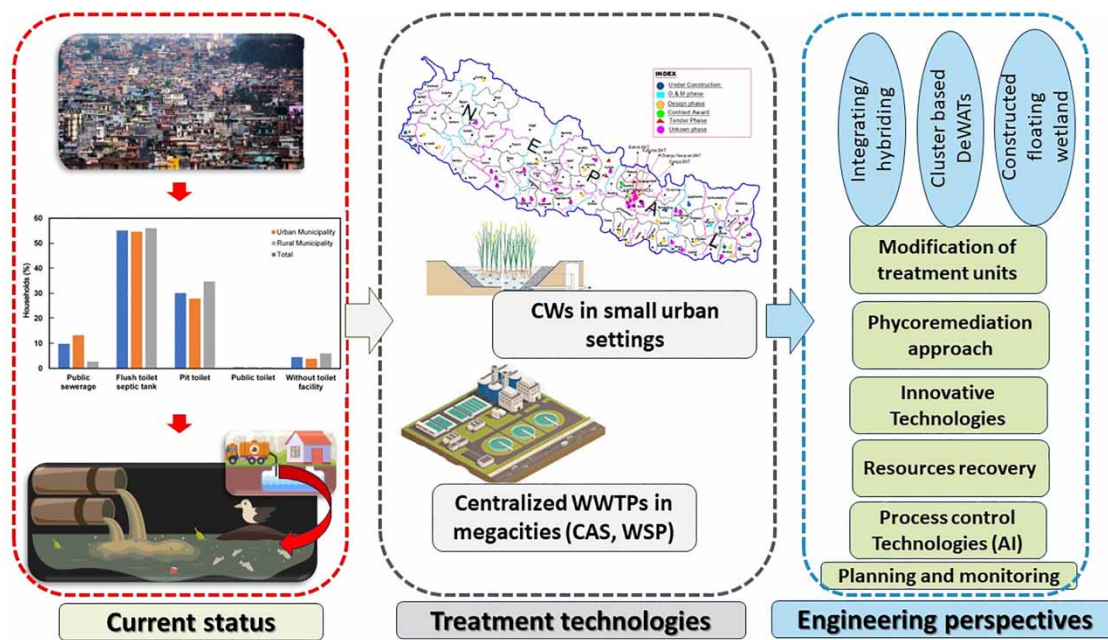 60
50
40
30
20
10
0
Households (%)
Urban Municipality
Rural Municipality
Total
Public
sewerage
Flush toilet
septic tank
Pit toilet
Public toilet
Without toilet
facility
Current status
INDEX
Under Construction
O & M phase
Design phase
Contract Award
Tender Phase
Unkown phase
N E P A L
CWs in small urban
settings
Centralized WWTPs in
megacities (CAS, WSP)
Treatment technologies
Integrating/
hybriding
Cluster based
DeWATs
Constructed
floating
wetland
Modification of
treatment units
Phycoremediation
approach
Innovative
Technologies
Resources recovery
Process control
Technologies (AI)
Planning and monitoring
Engineering perspectives